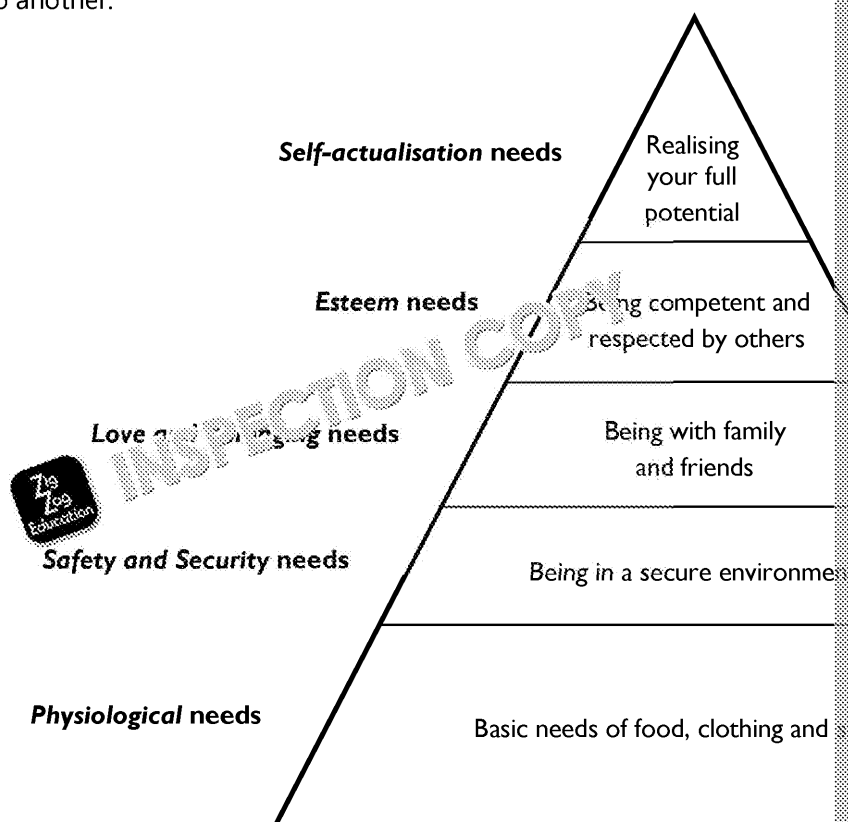 another.
Self-actualisation needs
Realising
your full
potential
Esteem needs
Being competent and
respected by others
Love needs
Being with family
and friends
INSPECTION COPY
Zig
Zag
Education
Safety and Security needs
Being in a secure
Physiological needs
Basic needs of food, clothing and